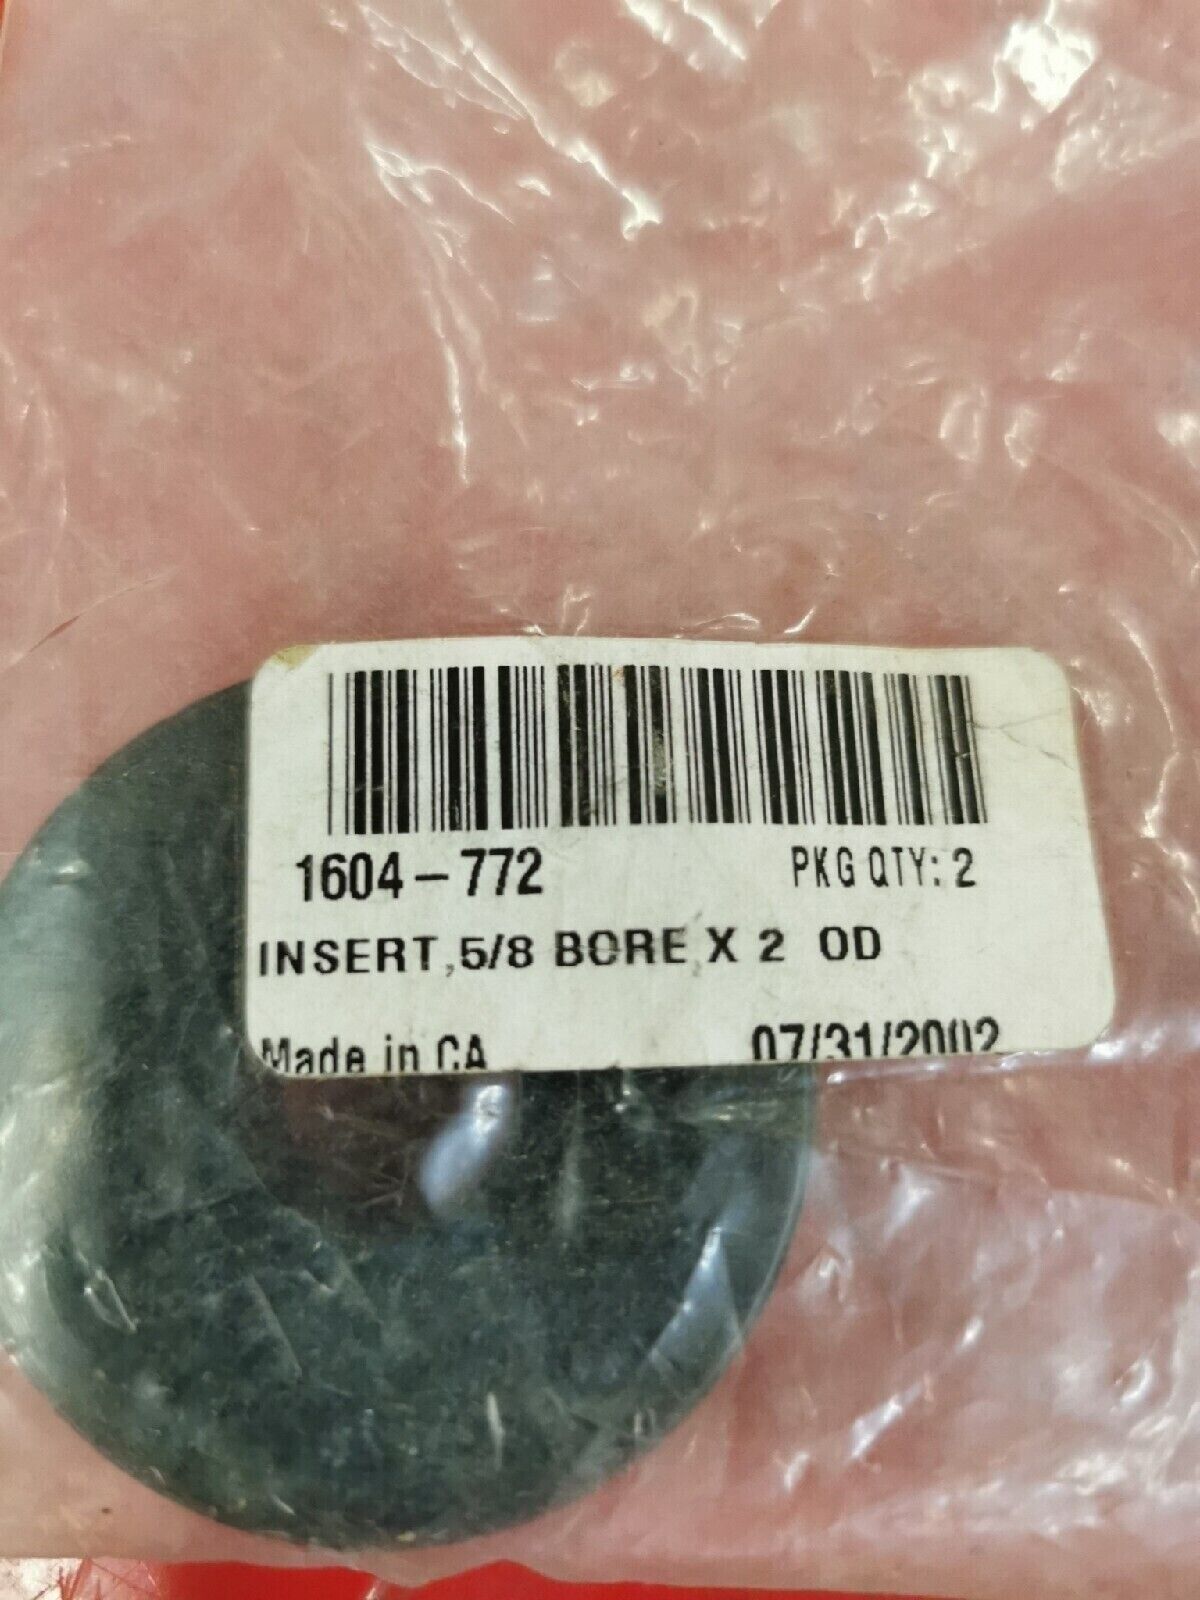 1604-772 PKG QTY: 2
INSERT,5/8 BORE X 2 OD
Made in CA 07/31/2002